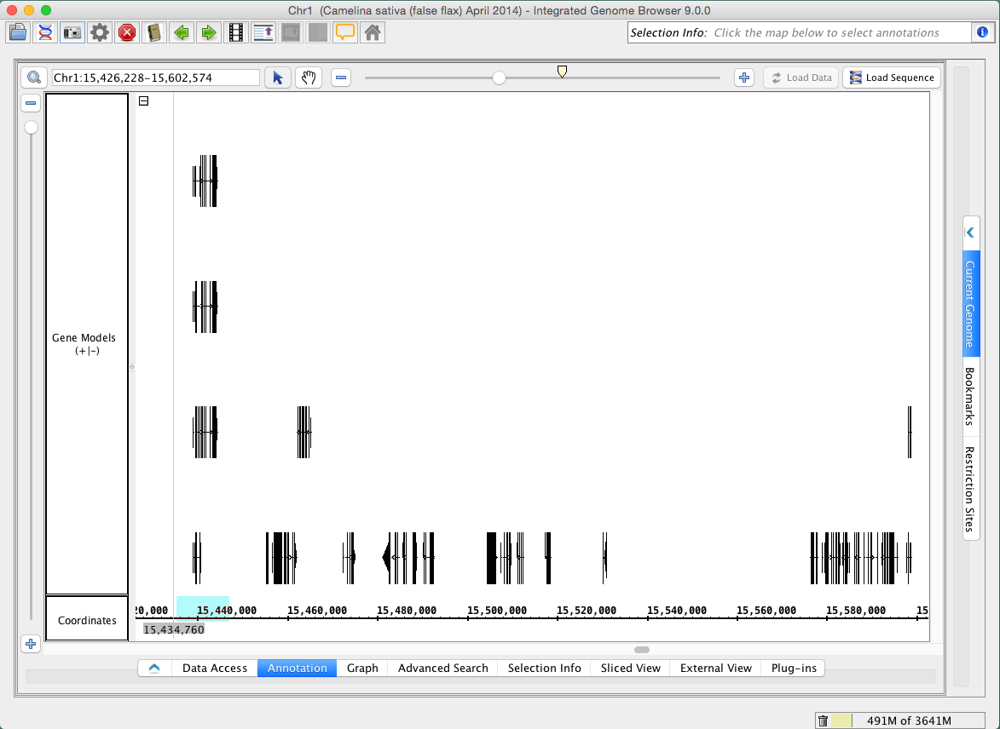 Chr1 (Camelina sativa (false flax) April 2014) - Integrated Genome Browser 9.0.0
Selection Info: Click the map below to select annotations
Chr1:15,426,228-15,602,574
Load Data
Load Sequence
Gene Models
(+|-)
Current Genome
Bookmarks
Restriction Sites
Coordinates
20,000 15,440,000 15,460,000 15,480,000 15,500,000 15,520,000 15,540,000 15,560,000 15,580,000 15
15,434,760
Data Access Annotation Graph Advanced Search Selection Info Sliced View External View Plug-ins
491M of 3641M